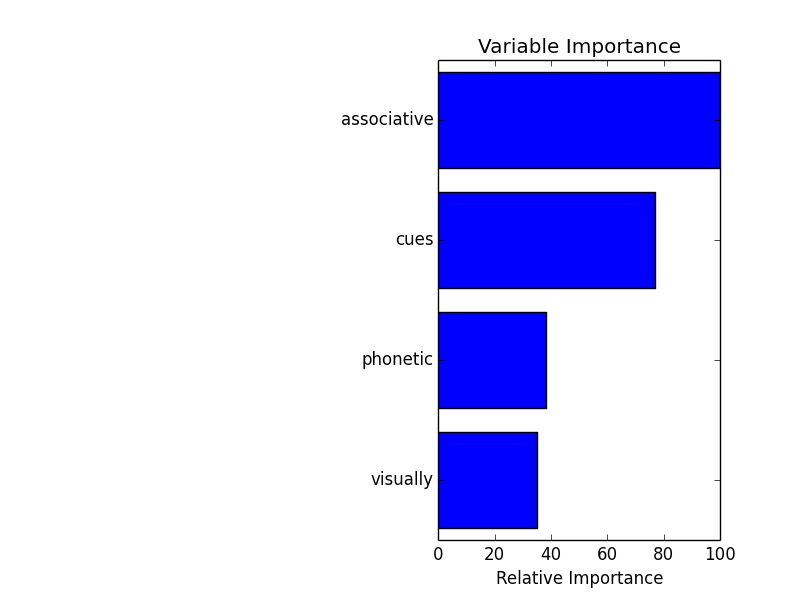 Variable Importance
associative
cues
phonetic
visually
0 20 40 60 80 100
Relative Importance